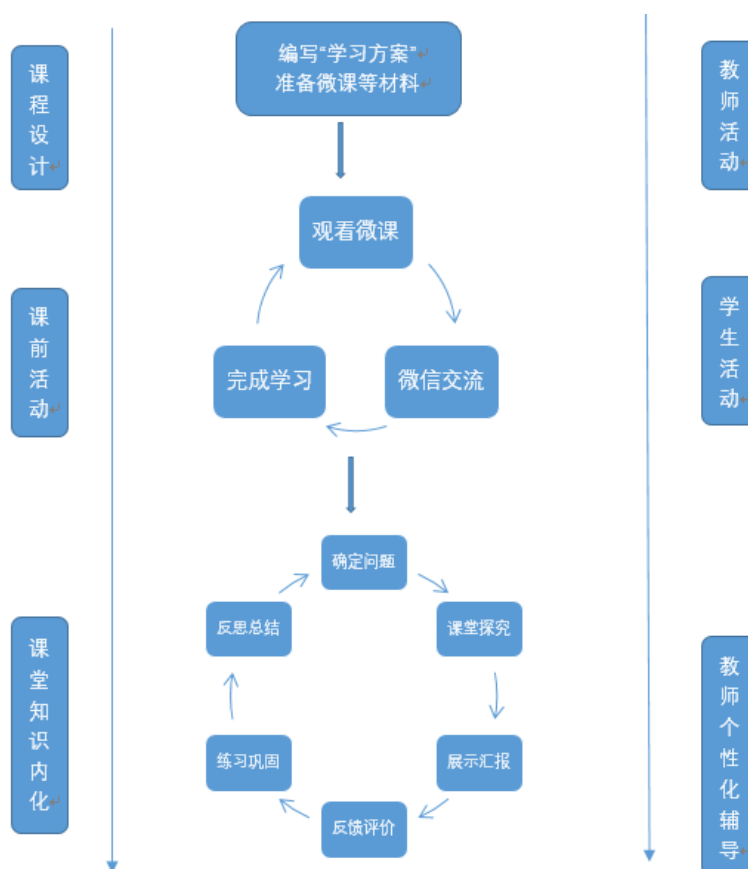 编写“学习方案”
准备微课等材料
课程设计
教师活动
观看微课
完成学习
微信交流
课前活动
学生活动
确定问题
反思总结
课堂探究
练习巩固
展示汇报
反馈评价
课堂知识内化
教师个性化辅导